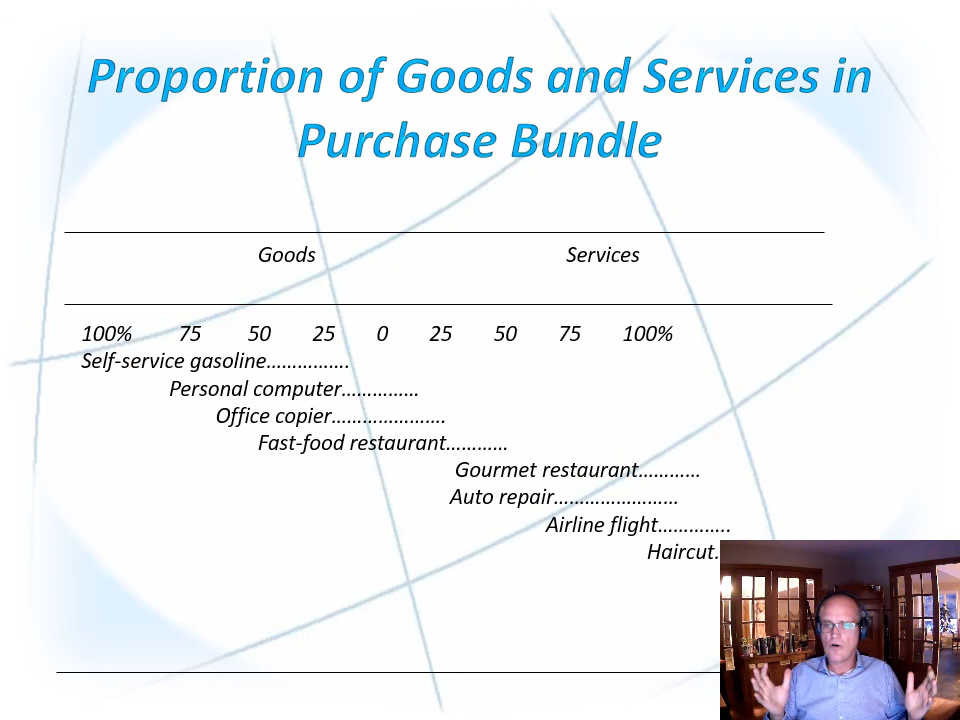 Proportion of Goods and Services in
Purchase Bundle
Goods Services
100% 75 50 25 0 25 50 75 100%
Self-service gasoline…………….
Personal computer……………
Office copier………………….
Fast-food restaurant…………
Gourmet restaurant…………
Auto repair……………………
Airline flight…………..
Haircut.